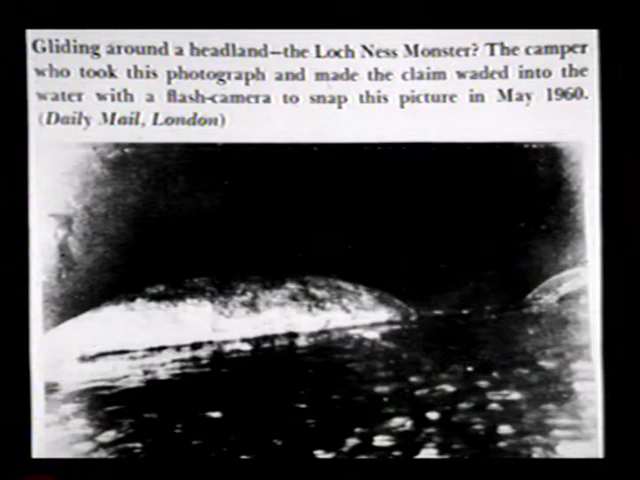 Gliding around a headland—the Loch Ness Monster? The camper
who took this photograph and made the claim waded into the
water with a flash-camera to snap this picture in May 1960.
(Daily Mail, London)